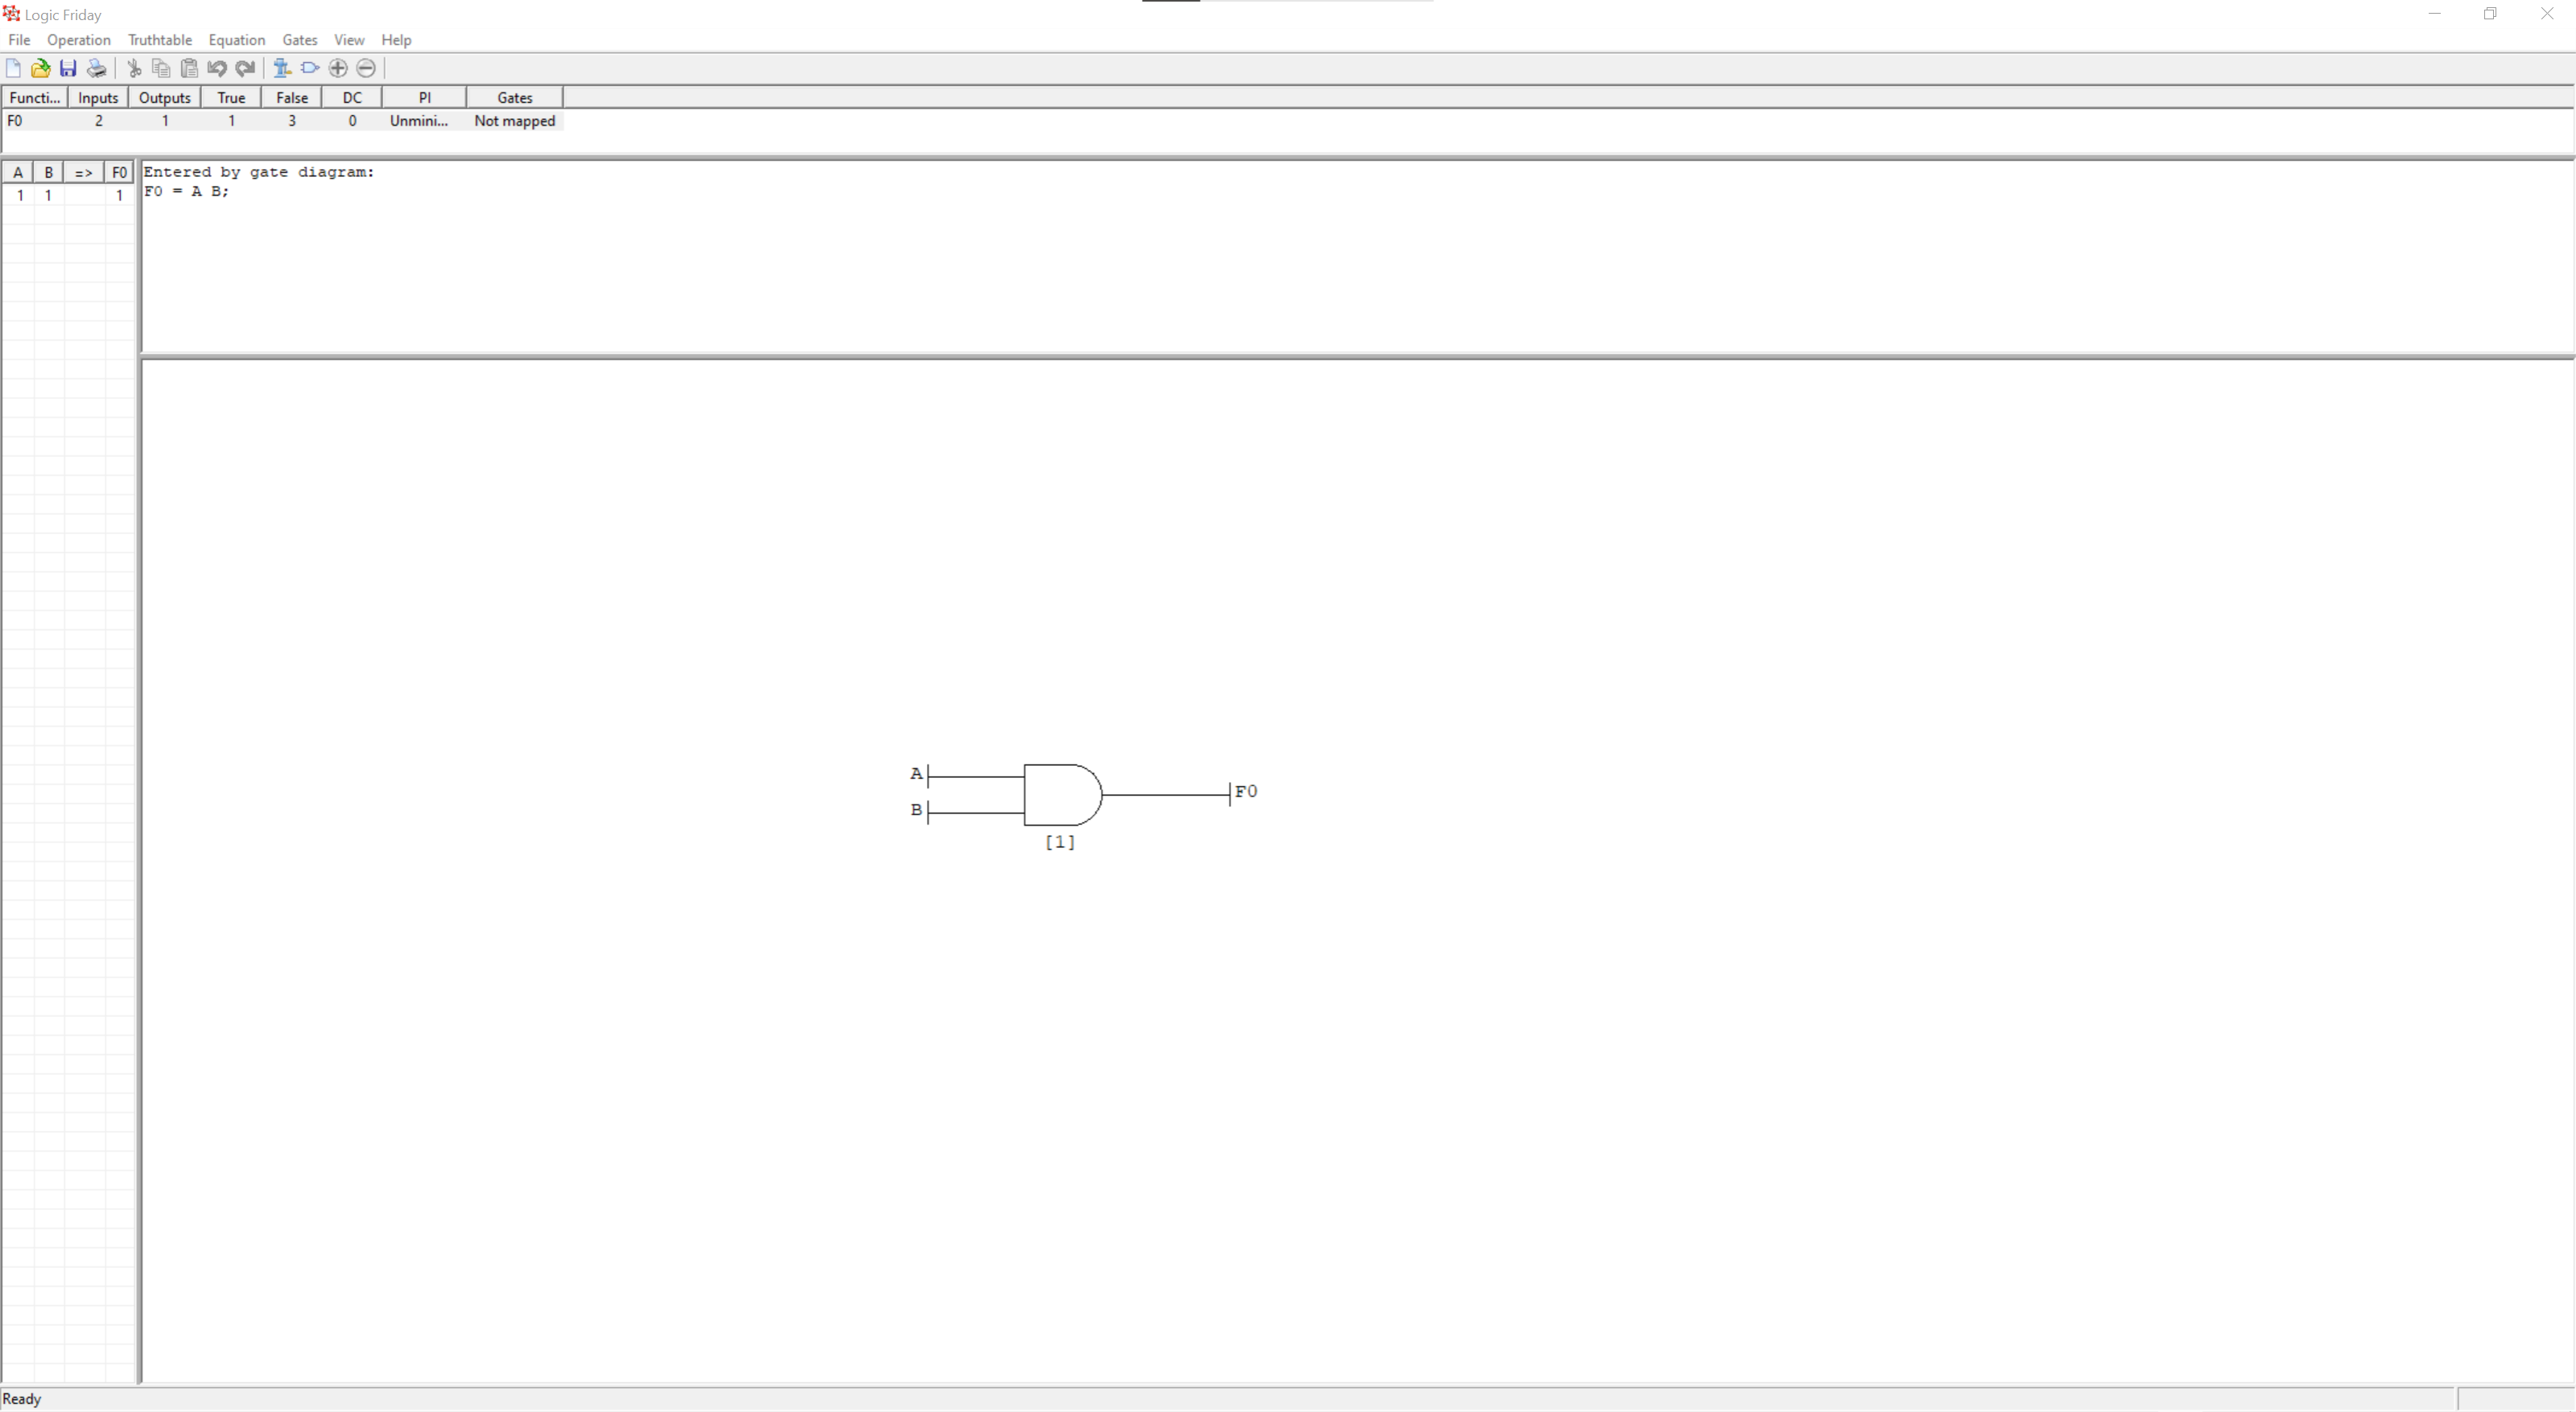 Logic Friday
File Operation Truthtable Equation Gates View Help
Functi... Inputs Outputs True False DC PI Gates
F0 2 1 1 3 0 Unmini... Not mapped
A B => F0
1 1 1
Entered by gate diagram:
F0 = A B;
A
B
F0
[1]
Ready